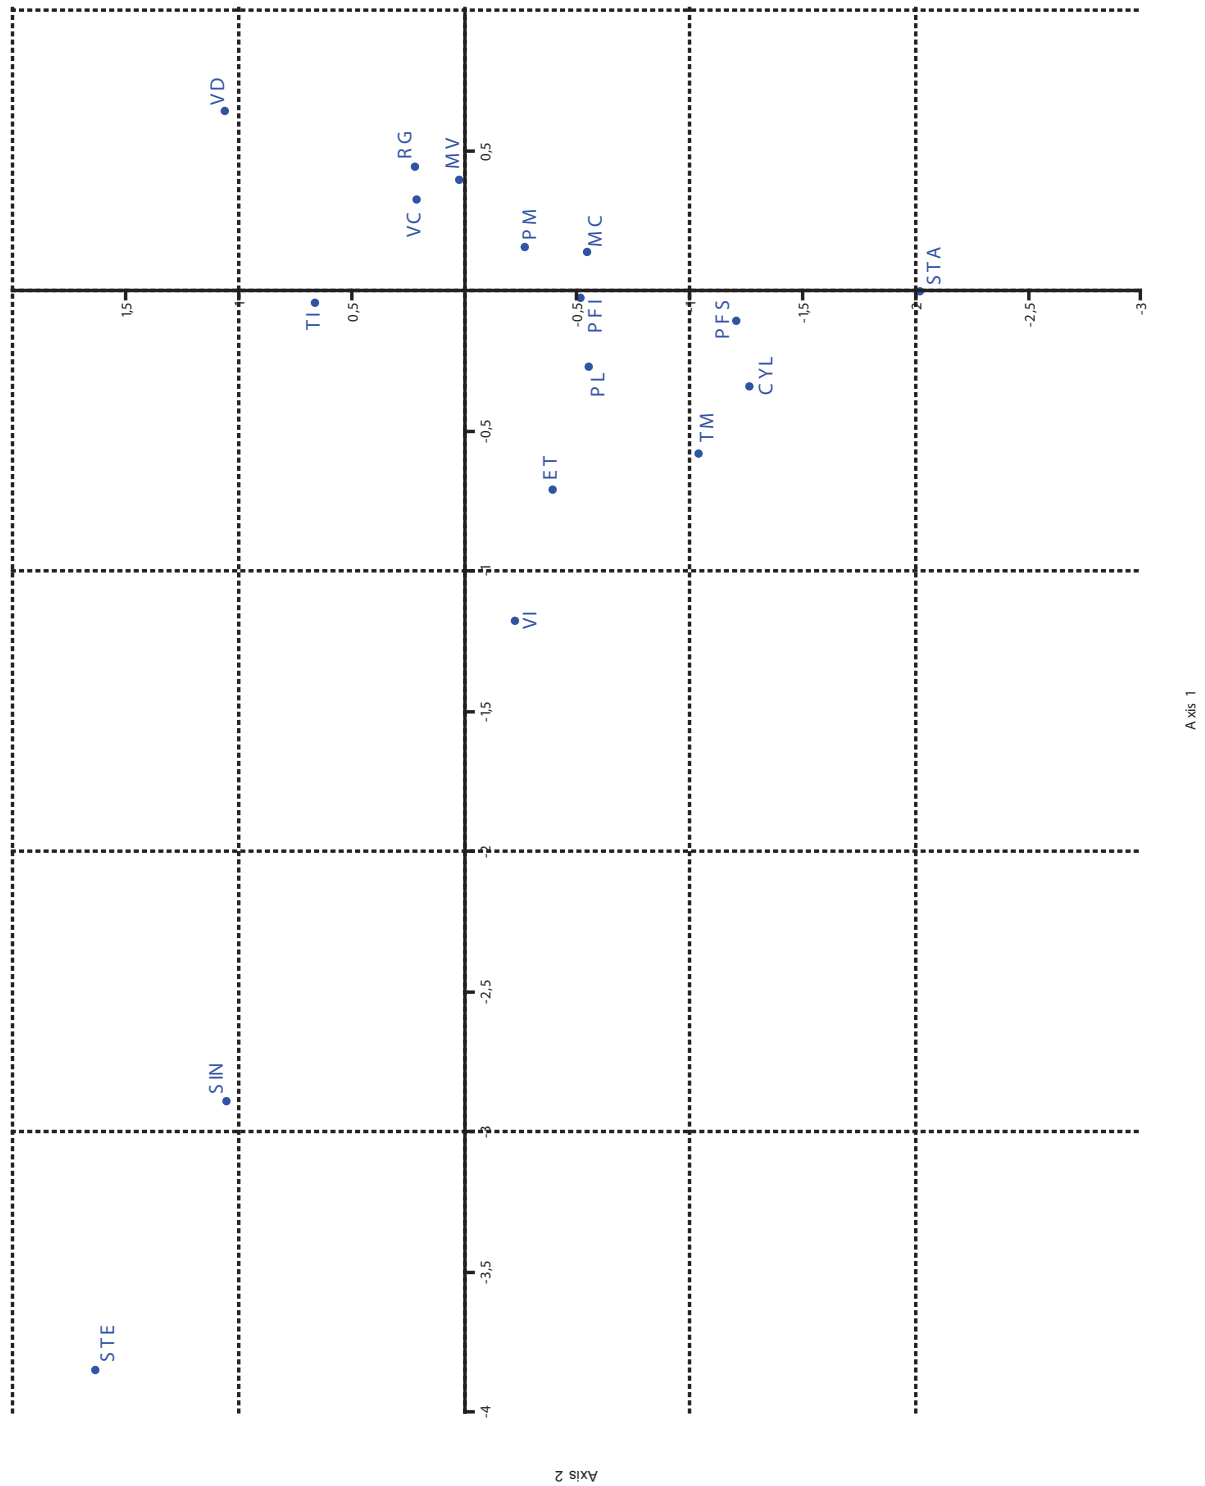 VD
RG
MV
VC
PM
MC
STA
TI
PFI
PFS
PL
CYL
TM
ET
VI
SIN
STE
1,5
1
0,5
-0,5
-1
-1,5
-2
-2,5
-3
0,5
-0,5
-1
-1,5
-2
-2,5
-3
-3,5
-4
Axis 1
Axis 2